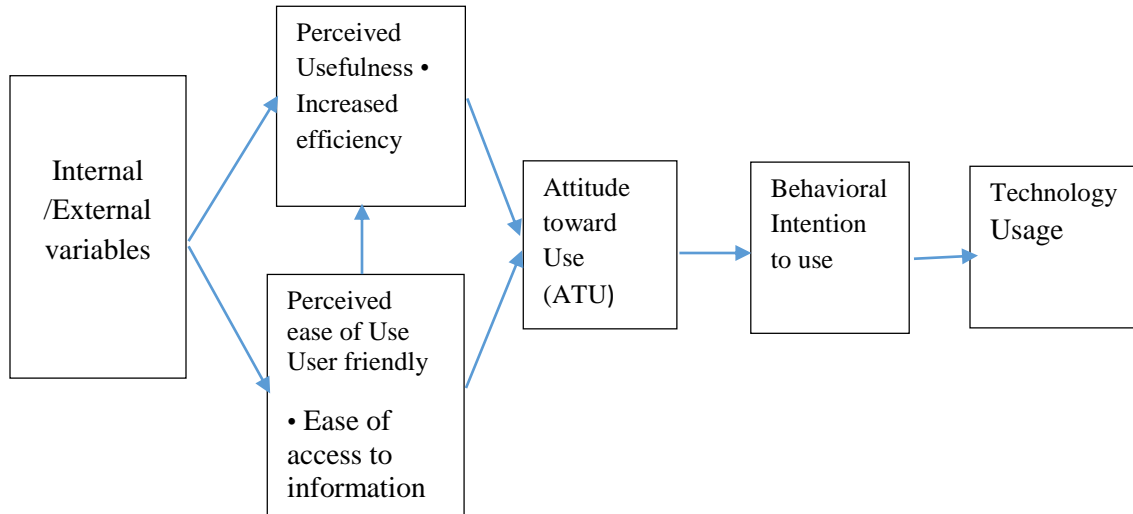 Internal
/External
variables
Perceived
Usefulness •
Increased
efficiency
Perceived
ease of Use
User friendly
• Ease of
access to
information
Attitude
toward
Use
(ATU)
Behavioral
Intention
to use
Technology
Usage